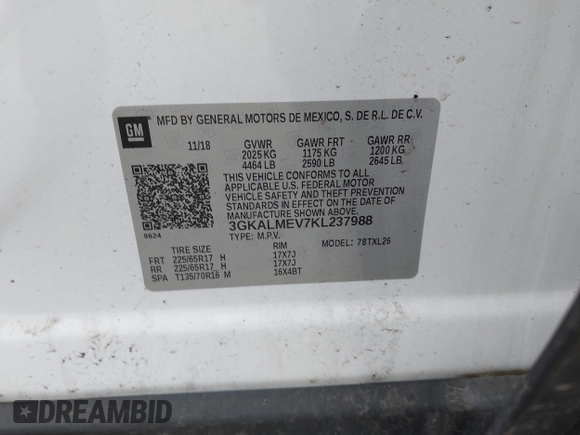 GM
MFD BY GENERAL MOTORS DE MEXICO, S. DE R.L. DE C.V.
11/18 GVWR GAWR FRT GAWR RR
2025 KG 1175 KG 1200 KG
4464 LB 2590 LB 2645 LB
THIS VEHICLE CONFORMS TO ALL
APPLICABLE U.S. FEDERAL MOTOR
VEHICLE SAFETY AND THEFT PREVENTION
STANDARDS IN EFFECT ON THE DATE OF
MANUFACTURE SHOWN ABOVE.
3GKALMEV7KL237988
TYPE: M.P.V. MODEL: 78TXL26
0624
TIRE SIZE RIM
FRT 225/65R17 H 17X7J
RR 225/65R17 H 17X7J
SPA T135/70R16 M 16X4BT
DREAMBID